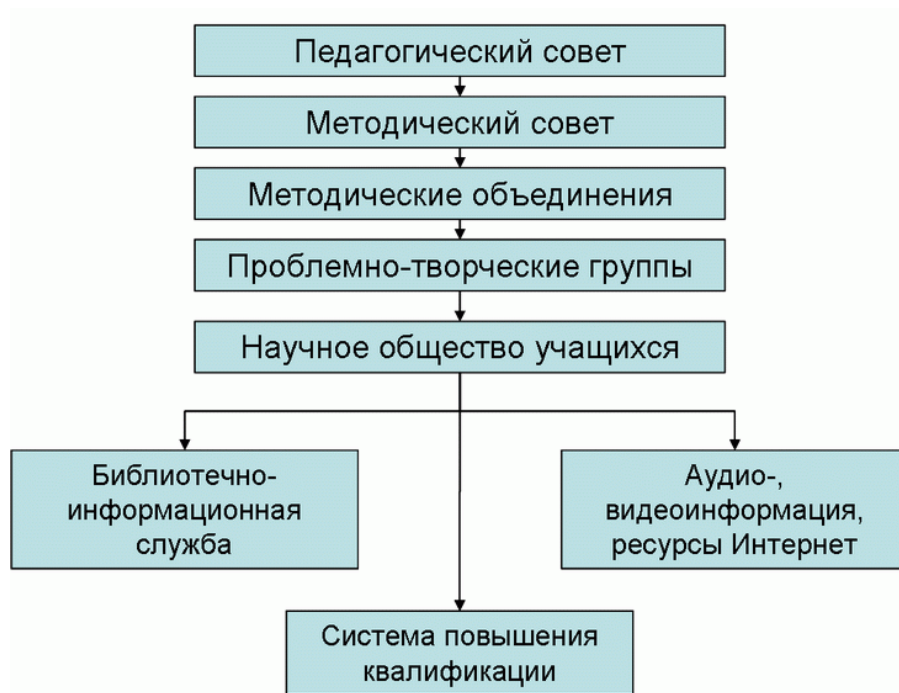 Педагогический совет
Методический совет
Методические объединения
Проблемно-творческие группы
Научное общество учащихся
Библиотечно-
информационная
служба
Аудио-,
видеоинформация,
ресурсы Интернет
Система повышения
квалификации